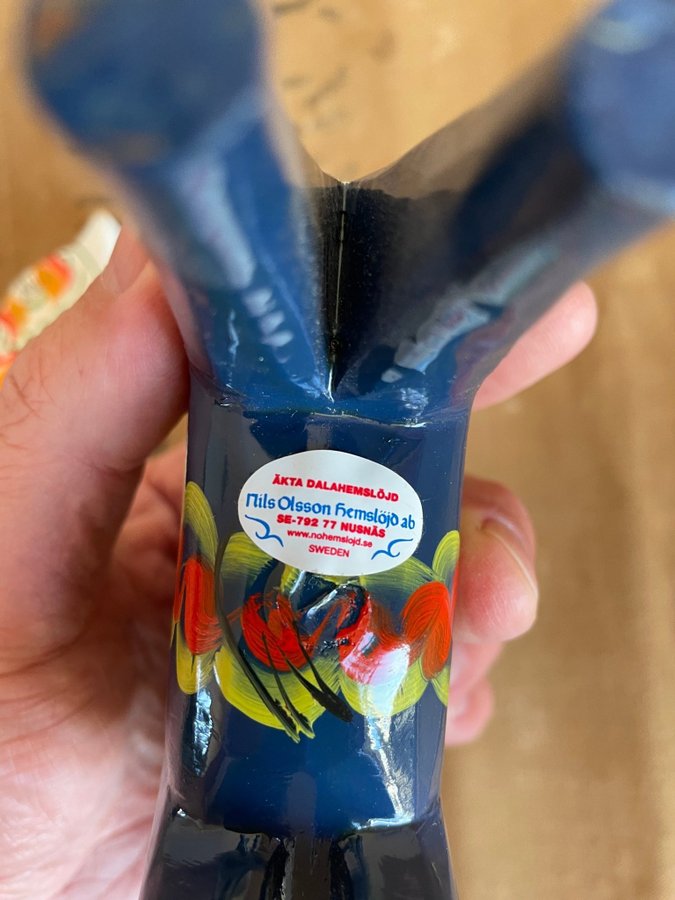 ÄKTA DALAHEMSLÖJD
Nils Olsson Hemslöjd ab
SE-792 77 NUSNÄS
www.nohemslojd.se
SWEDEN